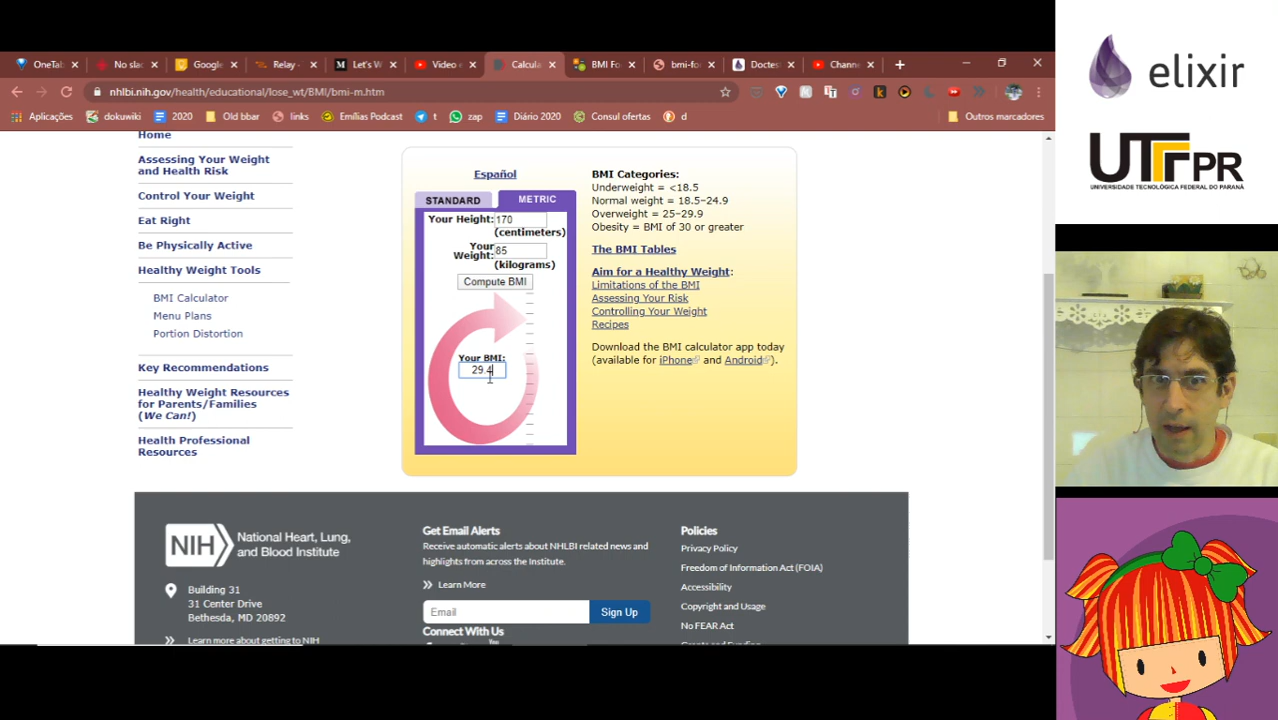 OneTab
No slac
Google
Relay -
Let's W
Video e
Calcula
BMI Fo
bmi-fo
Doctes
Chann
nhlbi.nih.gov/health/educational/lose_wt/BMI/bmi-m.htm
Aplicações
dokuwiki
2020
Old bbar
links
Emílias Podcast
t
zap
Diário 2020
Consul ofertas
d
Outros marcadores
Home
Assessing Your Weight
and Health Risk
Control Your Weight
Eat Right
Be Physically Active
Healthy Weight Tools
BMI Calculator
Menu Plans
Portion Distortion
Key Recommendations
Healthy Weight Resources
for Parents/Families
(We Can!)
Health Professional
Resources
Español
STANDARD
METRIC
Your Height: 170
(centimeters)
Your
Weight: 85
(kilograms)
Compute BMI
Your BMI:
29.4
BMI Categories:
Underweight = <18.5
Normal weight = 18.5–24.9
Overweight = 25–29.9
Obesity = BMI of 30 or greater
The BMI Tables
Aim for a Healthy Weight:
Limitations of the BMI
Assessing Your Risk
Controlling Your Weight
Recipes
Download the BMI calculator app today
(available for iPhone and Android).
NIH
National Heart, Lung,
and Blood Institute
Building 31
31 Center Drive
Bethesda, MD 20892
Learn more about getting to NIH
Get Email Alerts
Receive automatic alerts about NHLBI related news and
highlights from across the Institute.
Learn More
Email
Sign Up
Connect With Us
You
Policies
Privacy Policy
Freedom of Information Act (FOIA)
Accessibility
Copyright and Usage
No FEAR Act
Grants and Funding
elixir
UTFPR
UNIVERSIDADE TECNOLÓGICA FEDERAL DO PARANÁ